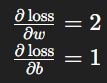 ∂ loss/∂w = 2
∂ loss/∂b = 1